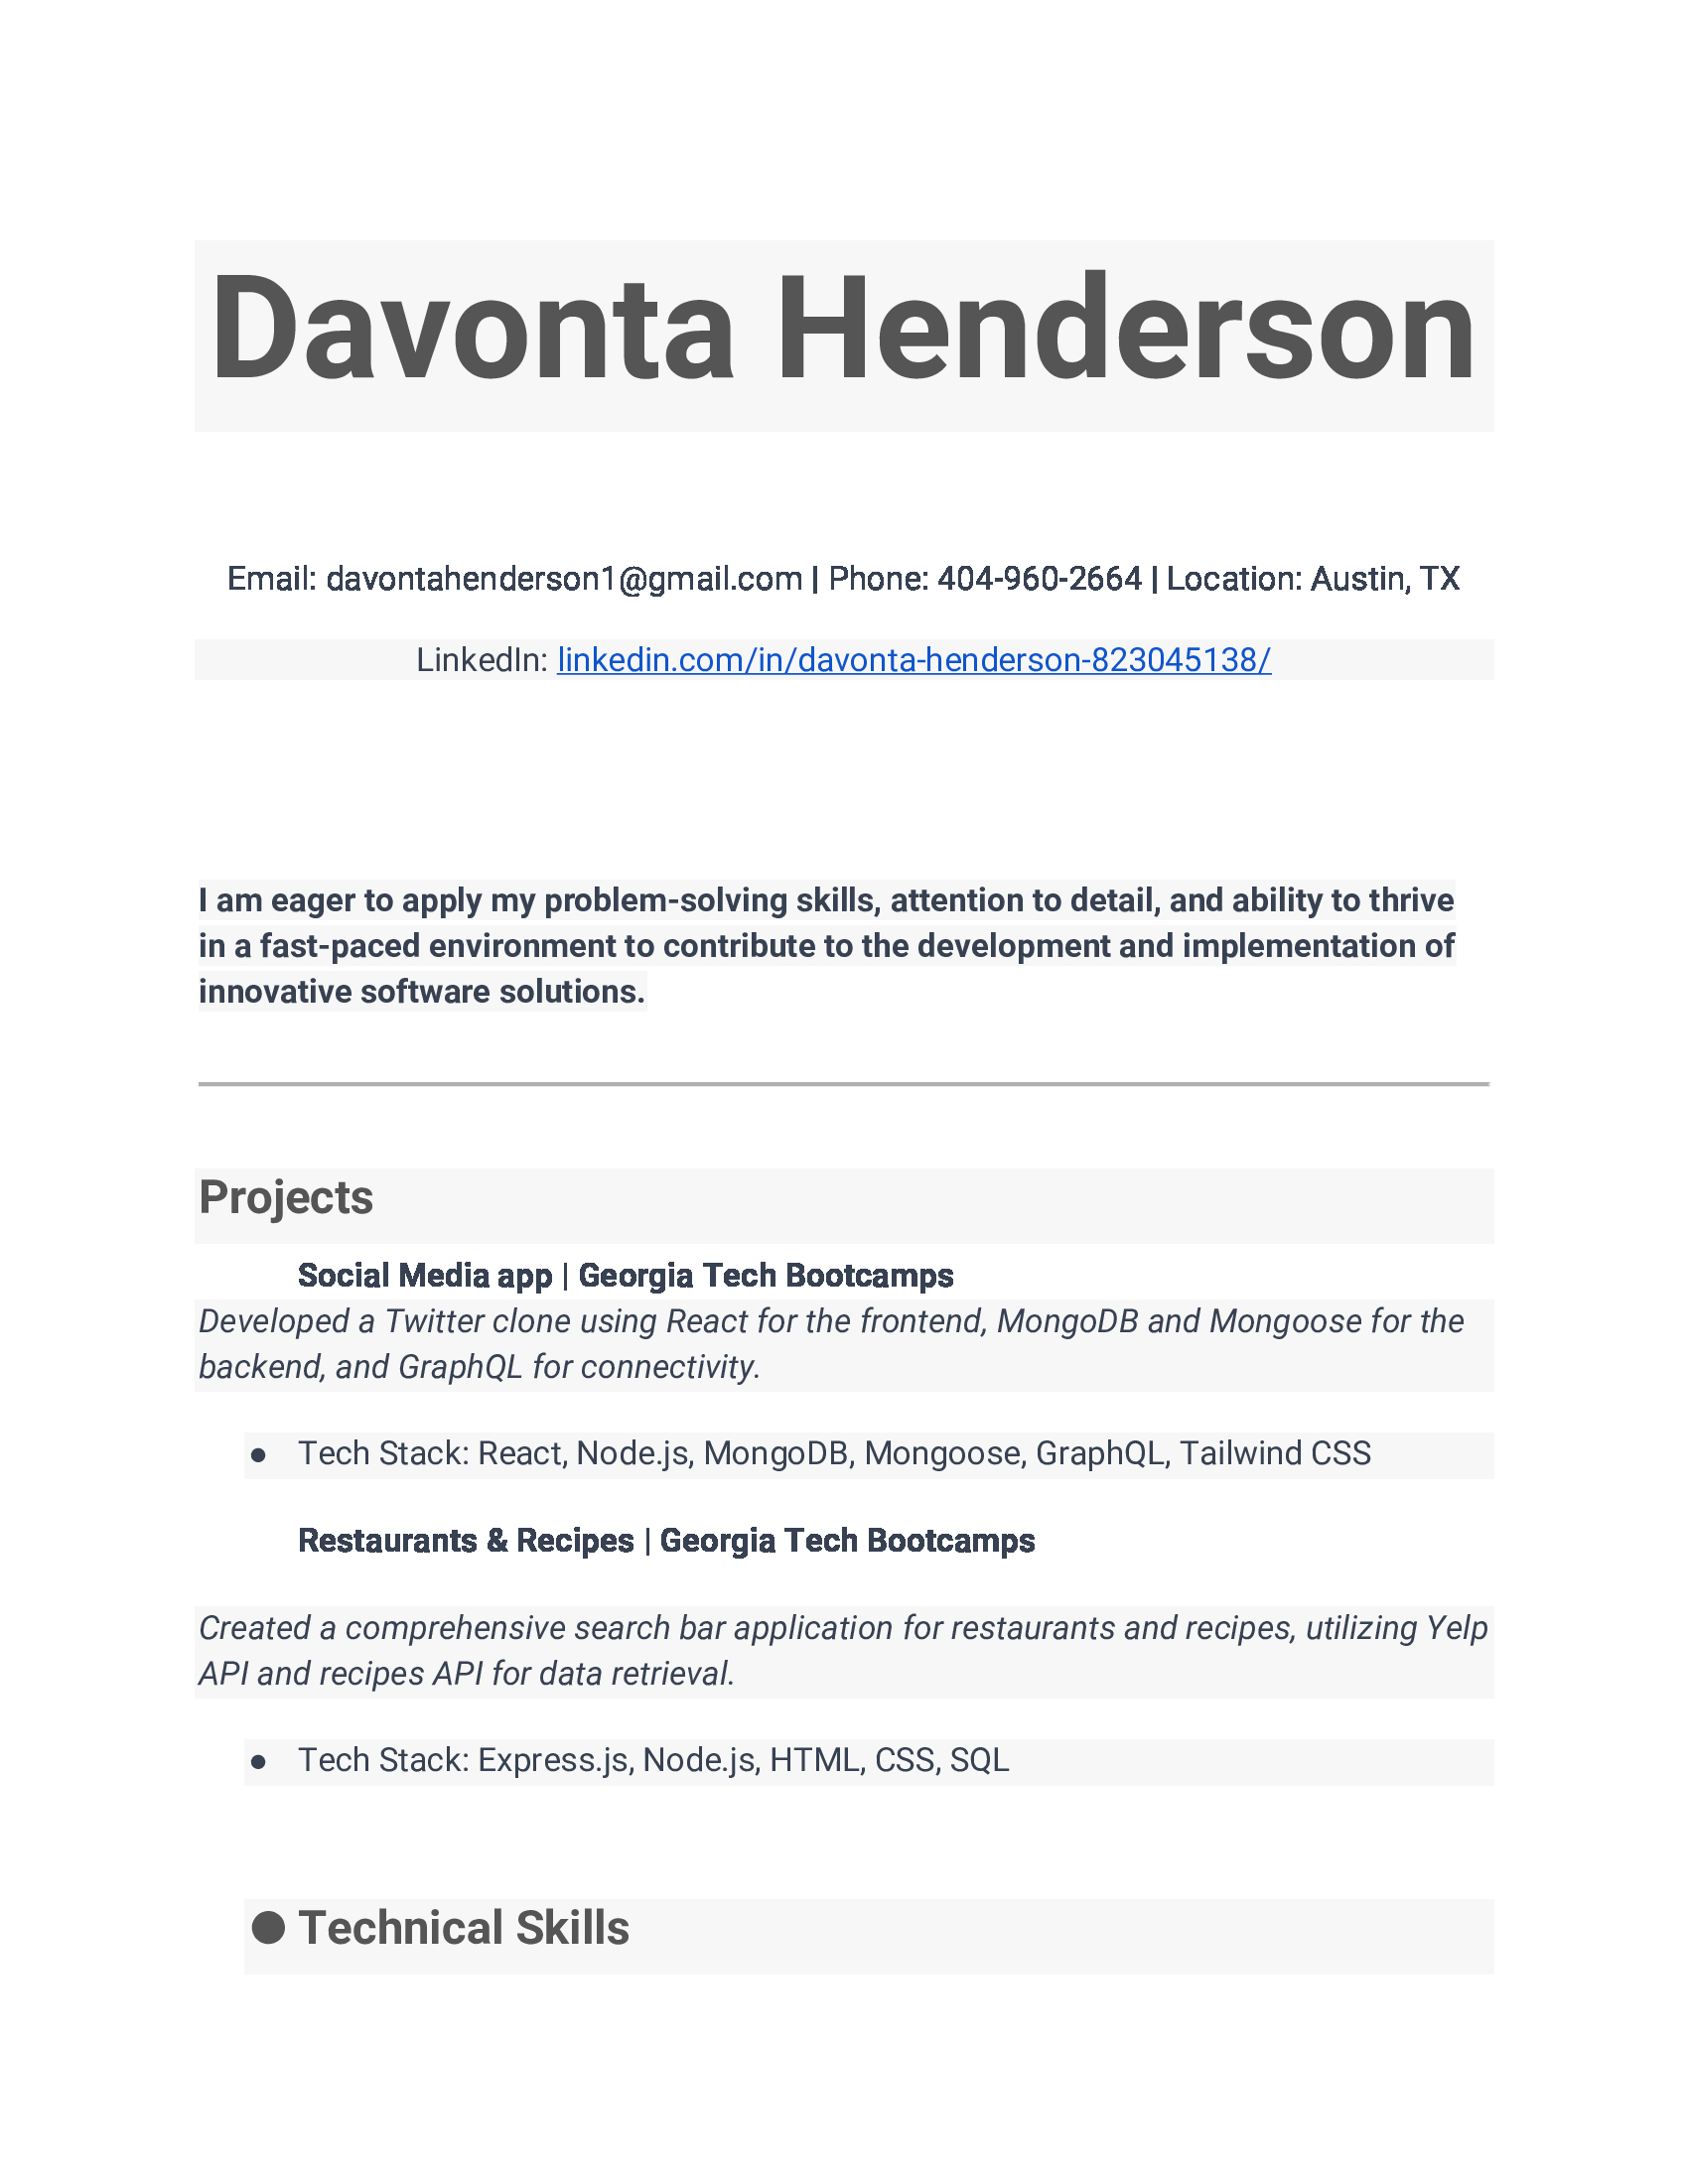 Davonta Henderson
Email: davontahenderson1@gmail.com | Phone: 404-960-2664 | Location: Austin, TX
LinkedIn: linkedin.com/in/davonta-henderson-823045138/
I am eager to apply my problem-solving skills, attention to detail, and ability to thrive
in a fast-paced environment to contribute to the development and implementation of
innovative software solutions.
Projects
Social Media app | Georgia Tech Bootcamps
Developed a Twitter clone using React for the frontend, MongoDB and Mongoose for the
backend, and GraphQL for connectivity.
● Tech Stack: React, Node.js, MongoDB, Mongoose, GraphQL, Tailwind CSS
Restaurants & Recipes | Georgia Tech Bootcamps
Created a comprehensive search bar application for restaurants and recipes, utilizing Yelp
API and recipes API for data retrieval.
● Tech Stack: Express.js, Node.js, HTML, CSS, SQL
● Technical Skills